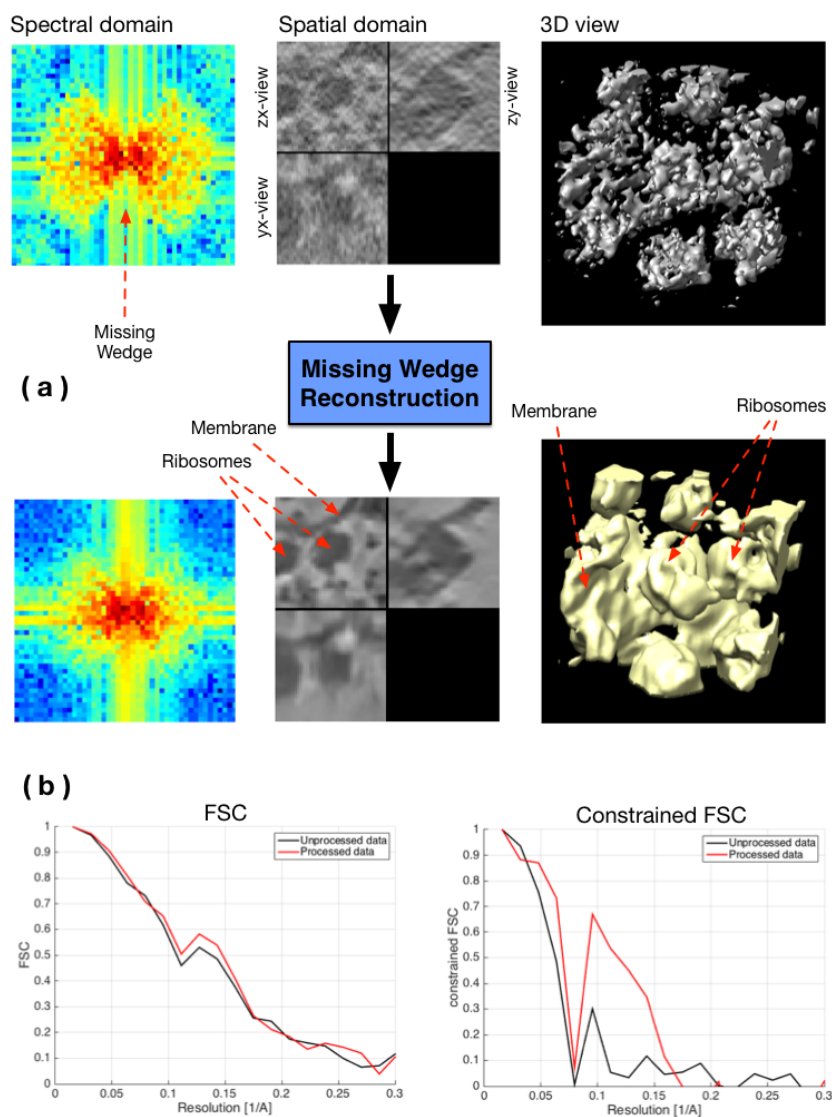 Spectral domain
Spatial domain
3D view
zx-view
zy-view
yx-view
Missing
Wedge
( a )
Missing Wedge
Reconstruction
Membrane
Ribosomes
Membrane
Ribosomes
( b )
FSC
Unprocessed data
Processed data
1
0.9
0.8
0.7
0.6
0.5
0.4
0.3
0.2
0.1
0
FSC
0 0.05 0.1 0.15 0.2 0.25 0.3
Resolution [1/A]
Constrained FSC
Unprocessed data
Processed data
1
0.9
0.8
0.7
0.6
0.5
0.4
0.3
0.2
0.1
0
constrained FSC
0 0.05 0.1 0.15 0.2 0.25 0.3
Resolution [1/A]